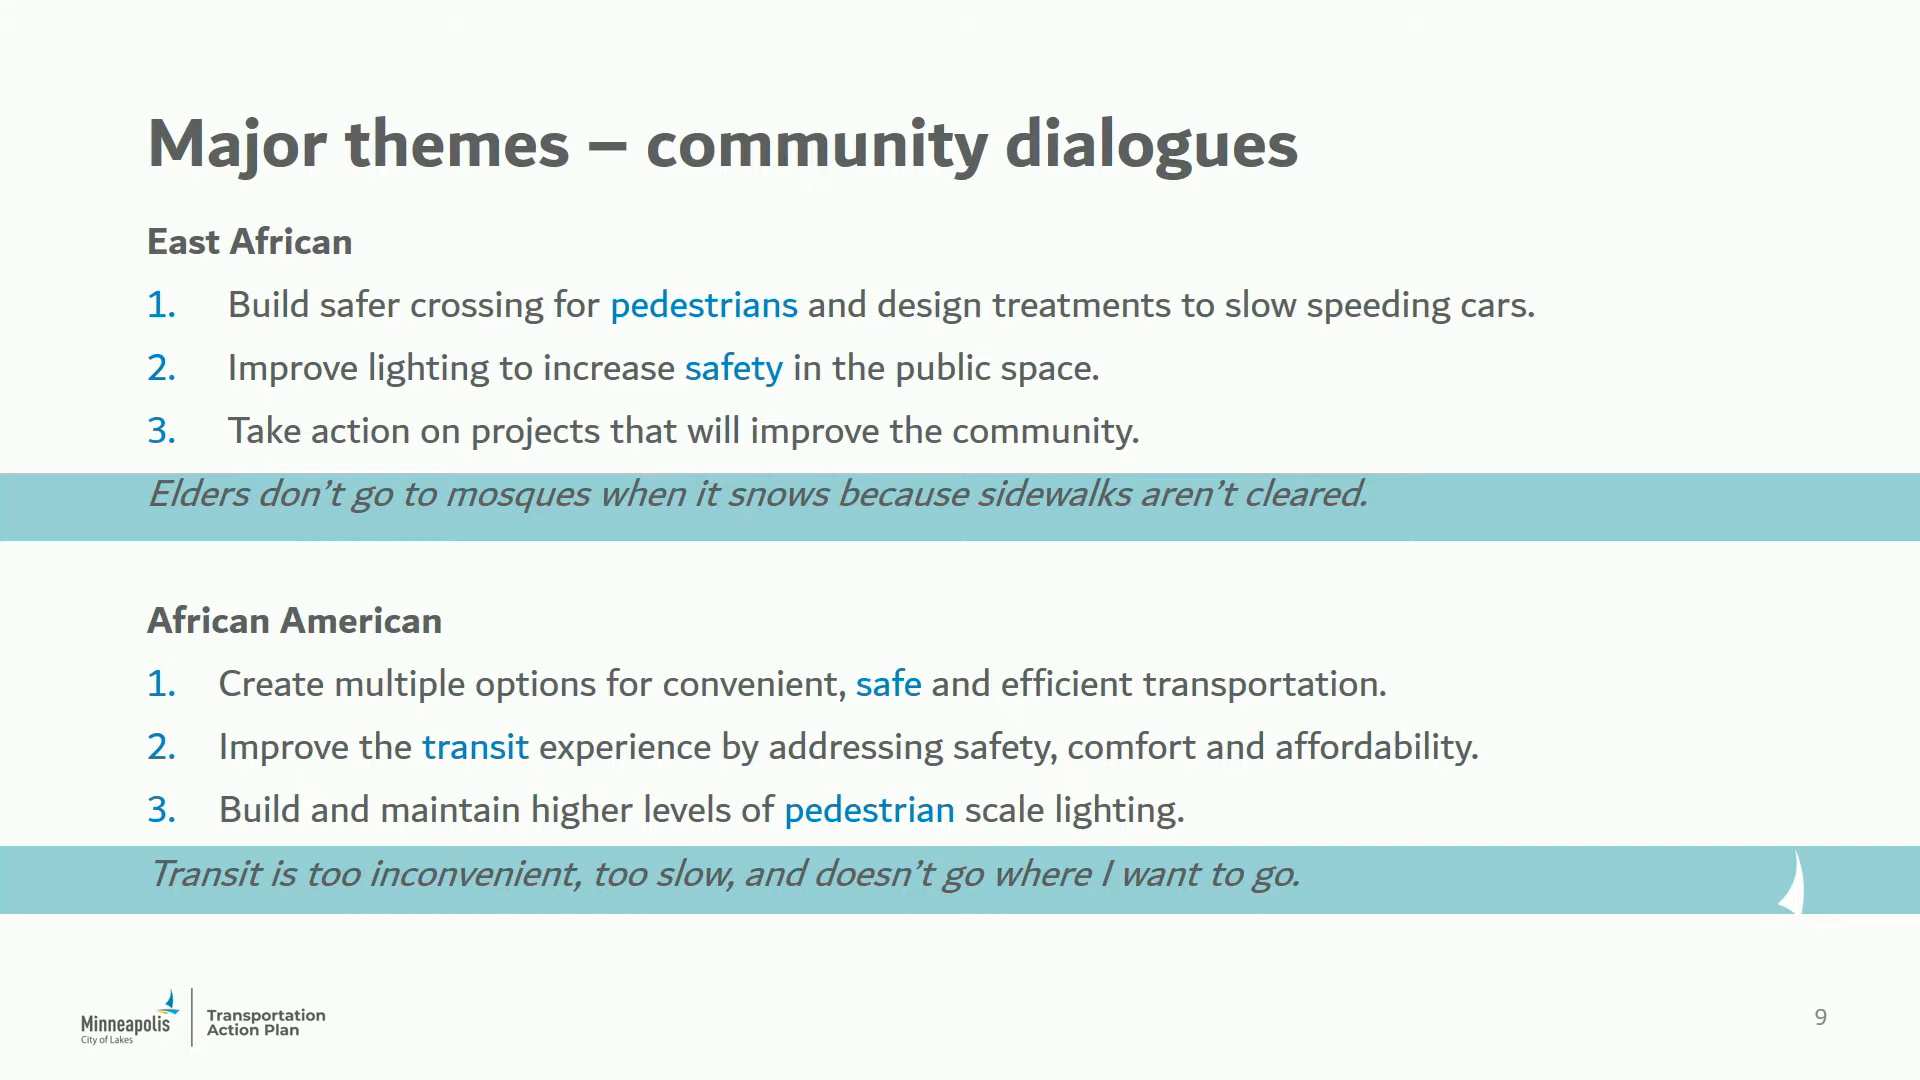 Major themes – community dialogues
East African
1. Build safer crossing for pedestrians and design treatments to slow speeding cars.
2. Improve lighting to increase safety in the public space.
3. Take action on projects that will improve the community.
Elders don’t go to mosques when it snows because sidewalks aren’t cleared.
African American
1. Create multiple options for convenient, safe and efficient transportation.
2. Improve the transit experience by addressing safety, comfort and affordability.
3. Build and maintain higher levels of pedestrian scale lighting.
Transit is too inconvenient, too slow, and doesn’t go where I want to go.
Minneapolis
City of Lakes
Transportation
Action Plan
9